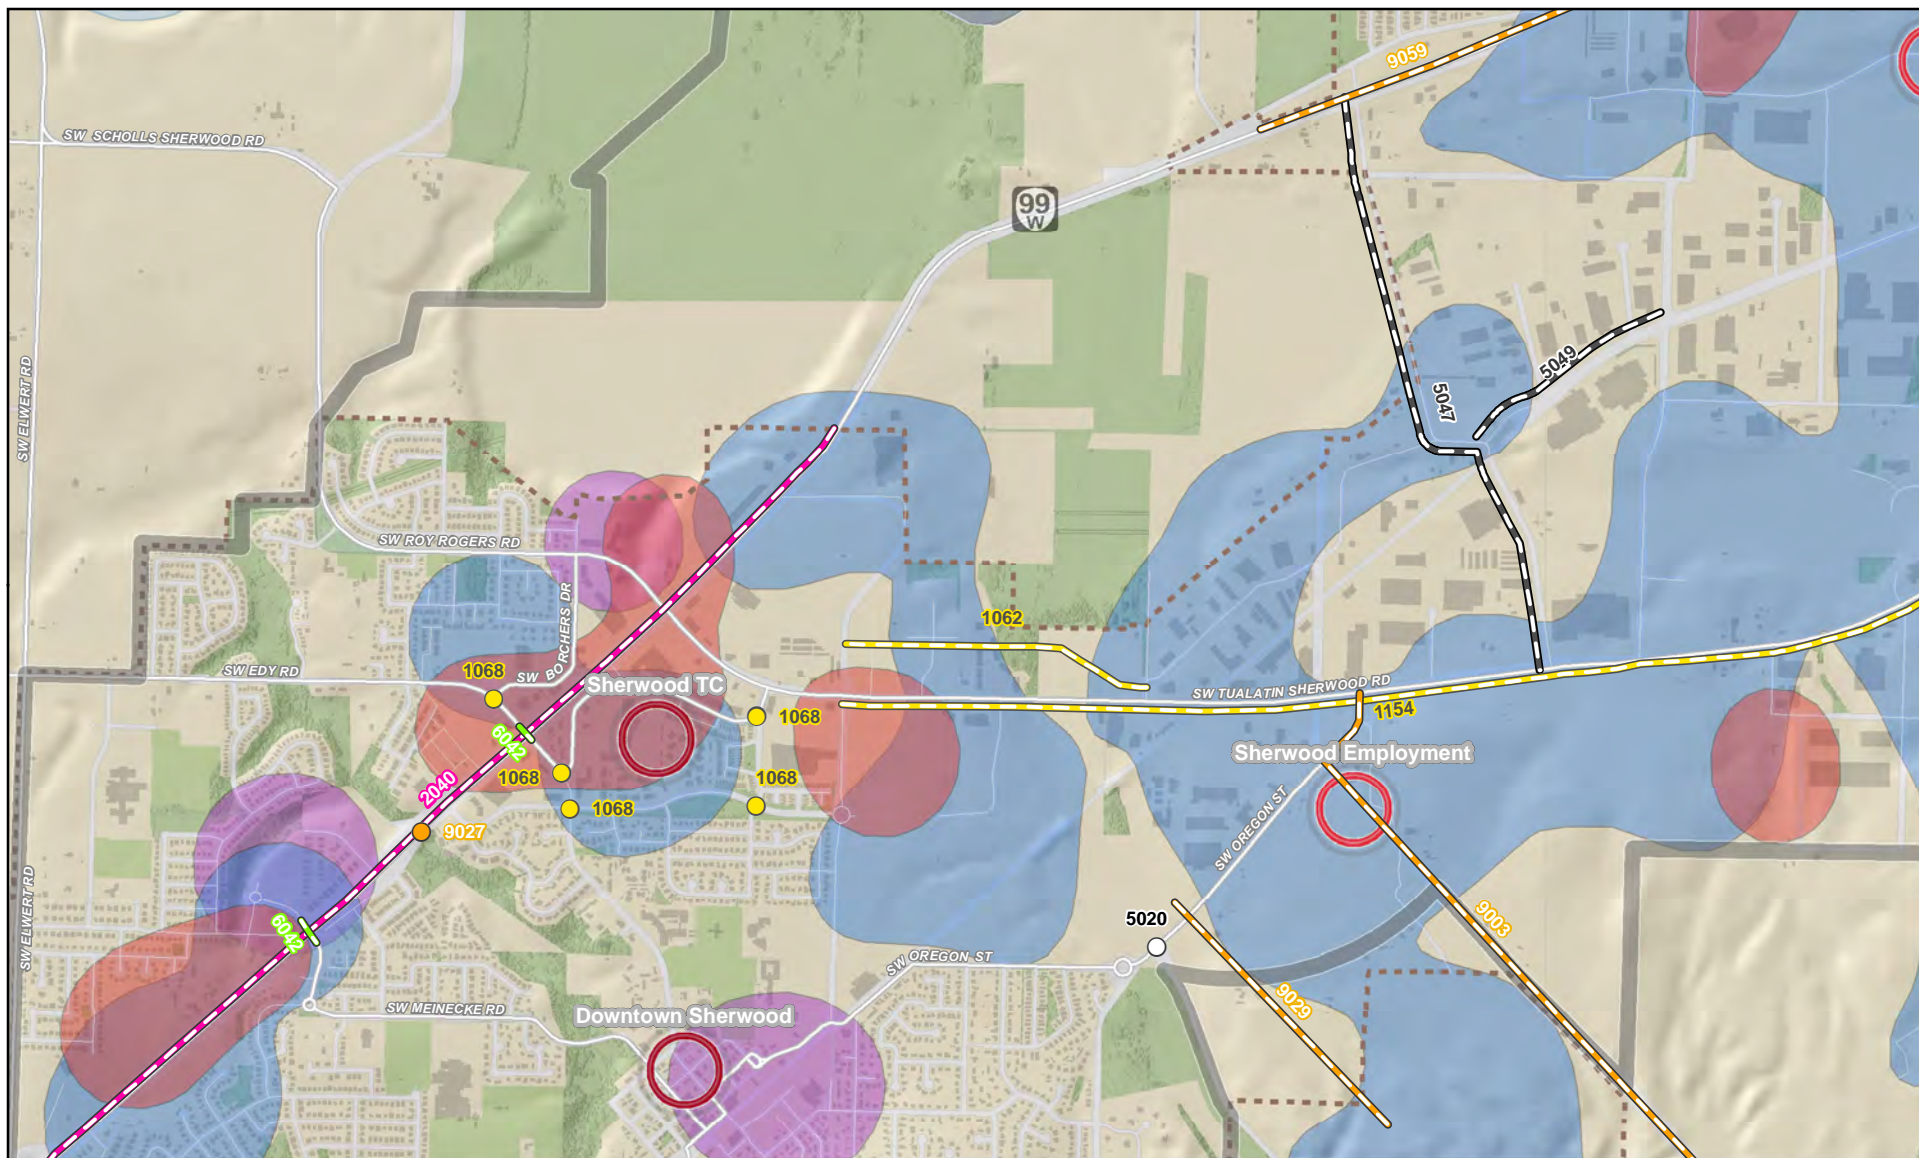 9059
SW SCHOLLS SHERWOOD RD
99
W
SW ELWERT RD
5049
5047
SW ROY ROGERS RD
SW BORCHERS DR
1062
SW EDY RD
1068
Sherwood TC
SW TUALATIN SHERWOOD RD
1154
1068
6042
Sherwood Employment
1068
1068
1068
2040
9027
SW OREGON ST
6042
SW ELWERT RD
5020
9003
SW OREGON ST
9029
SW MEINECKE RD
Downtown Sherwood